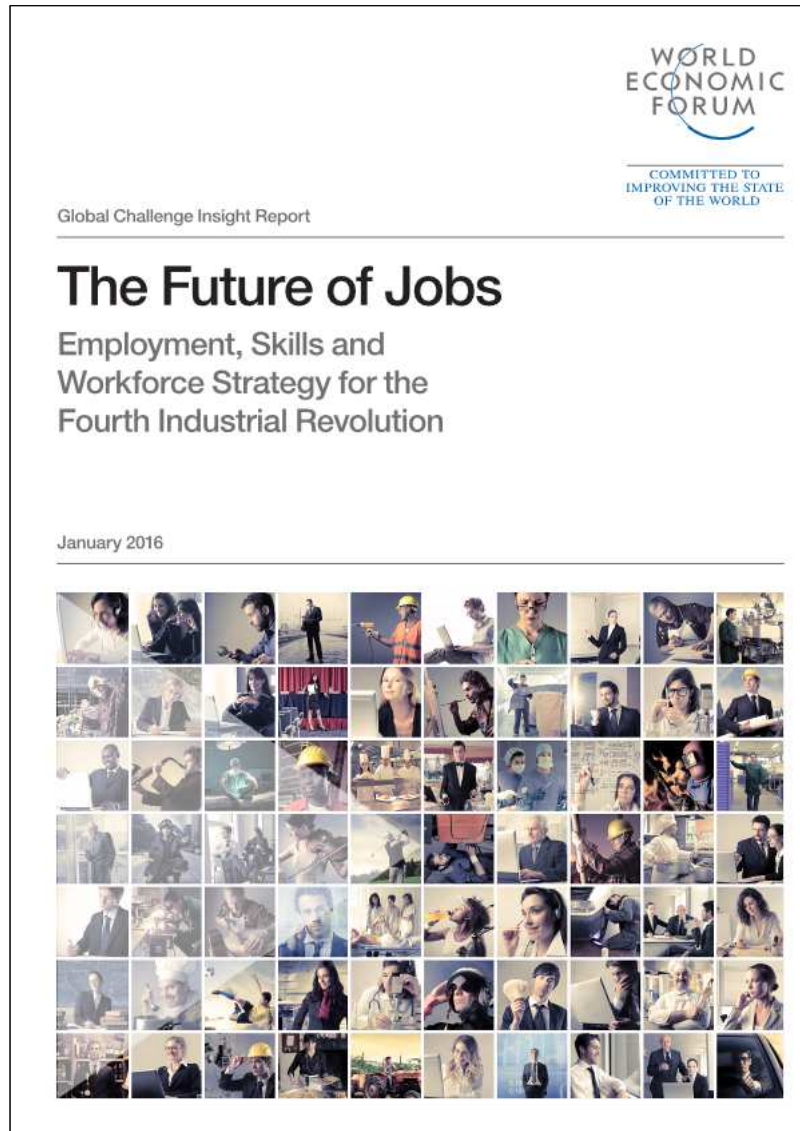 WORLD
ECONOMIC
FORUM
COMMITTED TO
IMPROVING THE STATE
OF THE WORLD
Global Challenge Insight Report
The Future of Jobs
Employment, Skills and
Workforce Strategy for the
Fourth Industrial Revolution
January 2016